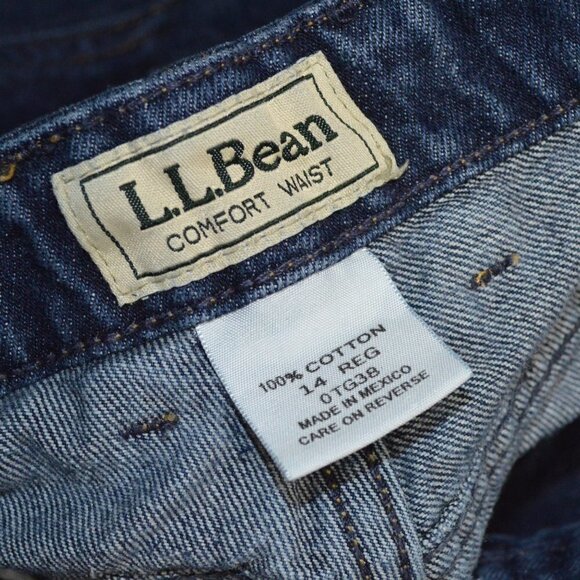 L.L.Bean
COMFORT WAIST
100% COTTON
14 REG
0TG38
MADE IN MEXICO
CARE ON REVERSE